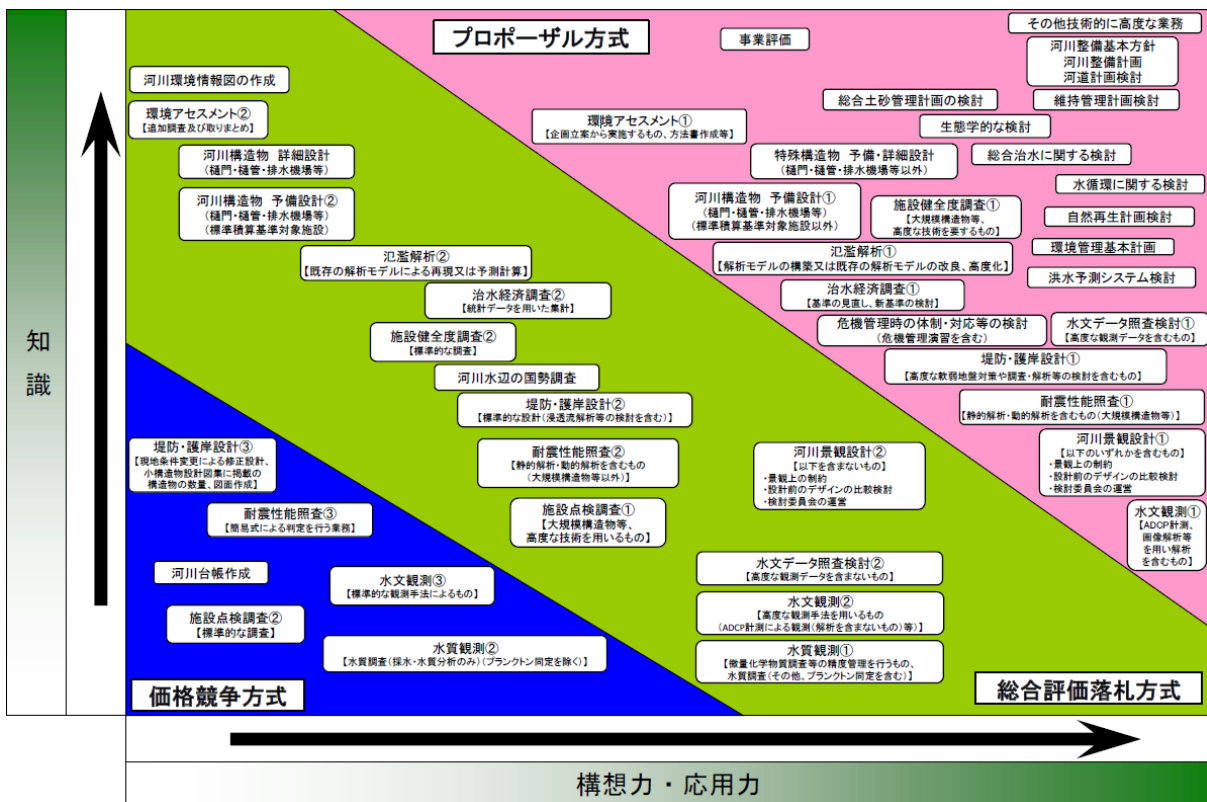 プロポーザル方式
事業評価
その他技術的に高度な業務
河川整備基本方針
河川整備計画
河道計画検討
河川環境情報図の作成
総合土砂管理計画の検討
維持管理計画検討
環境アセスメント②
【追加調査及び取りまとめ】
環境アセスメント①
【企画立案から実施するもの、方法書作成等】
生態学的な検討
河川構造物 詳細設計
(樋門・樋管・排水機場等)
特殊構造物 予備・詳細設計
(樋門・樋管・排水機場等以外)
総合治水に関する検討
水循環に関する検討
河川構造物 予備設計②
(樋門・樋管・排水機場等)
(標準積算基準対象施設)
河川構造物 予備設計①
(樋門・樋管・排水機場等)
(標準積算基準対象施設以外)
施設健全度調査①
【大規模構造物等、
高度な技術を要するもの】
自然再生計画検討
氾濫解析②
【既存の解析モデルによる再現又は予測計算】
氾濫解析①
【解析モデルの構築又は既存の解析モデルの改良、高度化】
環境管理基本計画
洪水予測システム検討
治水経済調査②
【統計データを用いた集計】
治水経済調査①
【基準の見直し、新基準の検討】
施設健全度調査②
【標準的な調査】
危機管理時の体制・対応等の検討
(危機管理演習を含む)
水文データ照査検討①
【高度な観測データを含むもの】
知識
河川水辺の国勢調査
堤防・護岸設計①
【高度な軟弱地盤対策や調査・解析等の検討を含むもの】
堤防・護岸設計②
【標準的な設計(浸透流解析等の検討を含む)】
耐震性能照査①
【静的解析・動的解析を含むもの(大規模構造物等)】
堤防・護岸設計③
【現地条件変更による修正設計、
小構造物設計図集に掲載の
構造物の数量、図面作成】
耐震性能照査②
【静的解析・動的解析を含むもの
(大規模構造物等以外)】
河川景観設計②
【以下を含まないもの】
・景観上の制約
・設計前のデザインの比較検討
・検討委員会の運営
河川景観設計①
【以下のいずれかを含むもの】
・景観上の制約
・設計前のデザインの比較検討
・検討委員会の運営
耐震性能照査③
【簡易式による判定を行う業務】
施設点検調査①
【大規模構造物等、
高度な技術を用いるもの】
水文観測①
【ADCP計測、
画像解析等
を用い解析
を含むもの】
河川台帳作成
水文観測③
【標準的な観測手法によるもの】
水文データ照査検討②
【高度な観測データを含まないもの】
施設点検調査②
【標準的な調査】
水文観測②
【高度な観測手法を用いるもの
(ADCP計測による観測(解析を含まないもの)等)】
水質観測②
【水質調査(採水・水質分析のみ)(プランクトン同定を除く)】
水質観測①
【微量化学物質調査等の精度管理を行うもの、
水質調査(その他、プランクトン同定を含む)】
価格競争方式
総合評価落札方式
構想力・応用力